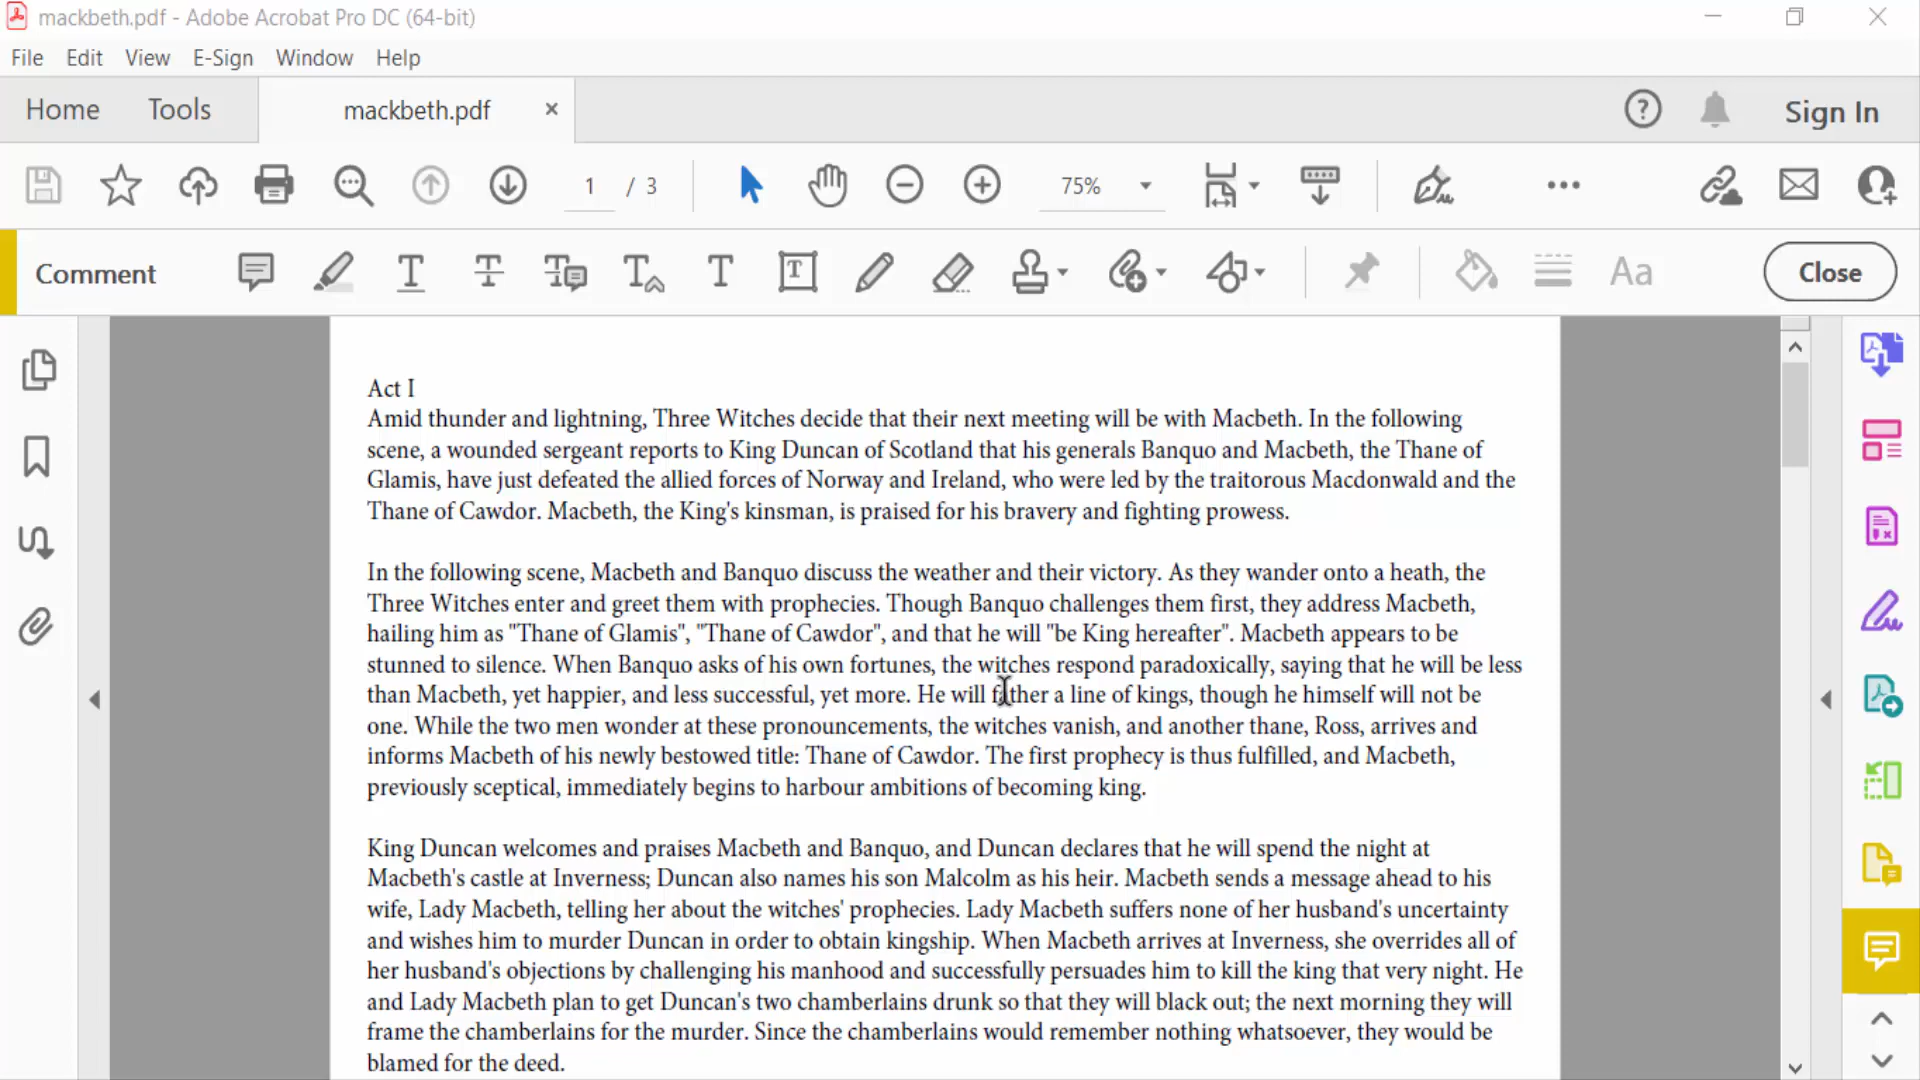 mackbeth.pdf - Adobe Acrobat Pro DC (64-bit)
File Edit View E-Sign Window Help
Home Tools mackbeth.pdf × Sign In
1 / 3 75%
Comment Aa Close
Act I
Amid thunder and lightning, Three Witches decide that their next meeting will be with Macbeth. In the following
scene, a wounded sergeant reports to King Duncan of Scotland that his generals Banquo and Macbeth, the Thane of
Glamis, have just defeated the allied forces of Norway and Ireland, who were led by the traitorous Macdonwald and the
Thane of Cawdor. Macbeth, the King's kinsman, is praised for his bravery and fighting prowess.
In the following scene, Macbeth and Banquo discuss the weather and their victory. As they wander onto a heath, the
Three Witches enter and greet them with prophecies. Though Banquo challenges them first, they address Macbeth,
hailing him as "Thane of Glamis", "Thane of Cawdor", and that he will "be King hereafter". Macbeth appears to be
stunned to silence. When Banquo asks of his own fortunes, the witches respond paradoxically, saying that he will be less
than Macbeth, yet happier, and less successful, yet more. He will father a line of kings, though he himself will not be
one. While the two men wonder at these pronouncements, the witches vanish, and another thane, Ross, arrives and
informs Macbeth of his newly bestowed title: Thane of Cawdor. The first prophecy is thus fulfilled, and Macbeth,
previously sceptical, immediately begins to harbour ambitions of becoming king.
King Duncan welcomes and praises Macbeth and Banquo, and Duncan declares that he will spend the night at
Macbeth's castle at Inverness; Duncan also names his son Malcolm as his heir. Macbeth sends a message ahead to his
wife, Lady Macbeth, telling her about the witches' prophecies. Lady Macbeth suffers none of her husband's uncertainty
and wishes him to murder Duncan in order to obtain kingship. When Macbeth arrives at Inverness, she overrides all of
her husband's objections by challenging his manhood and successfully persuades him to kill the king that very night. He
and Lady Macbeth plan to get Duncan's two chamberlains drunk so that they will black out; the next morning they will
frame the chamberlains for the murder. Since the chamberlains would remember nothing whatsoever, they would be
blamed for the deed.